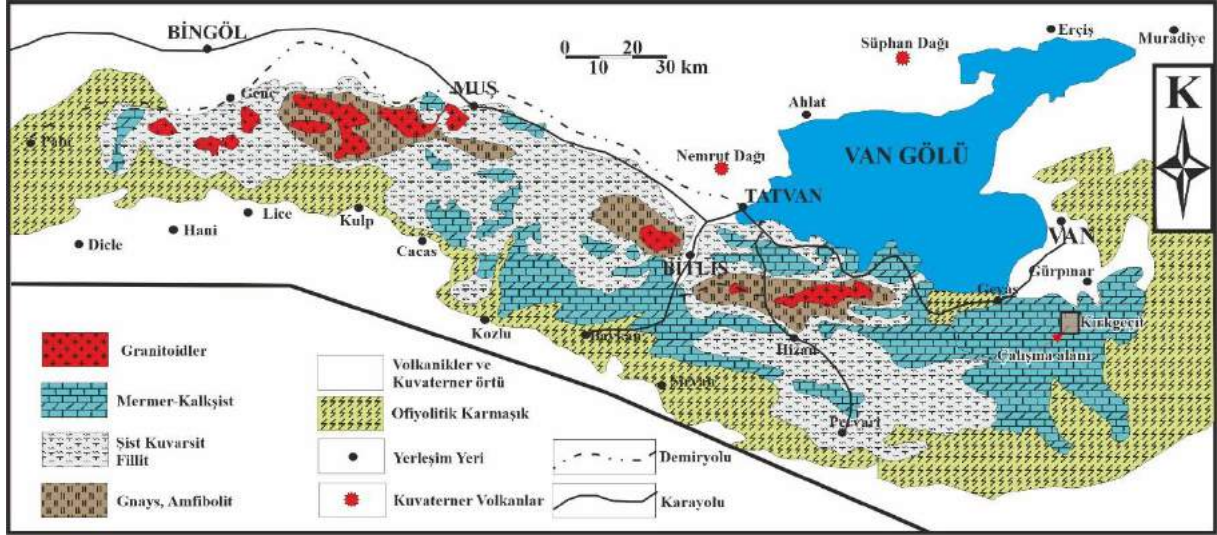 BİNGÖL
Erçiş
Muradiye
Süphan Dağı
0 20
10 30 km
K
MUŞ
Genç
Ahlat
VAN GÖLÜ
Nemrut Dağı
TATVAN
VAN
Lice
Kulp
Hani
Dicle
Cacas
BİTLİS
Gürpınar
Gevaş
Kırkgeçit
Kozlu
Hizan
Çalışma alanı
Pervari
Granitoidler
Mermer-Kalkşist
Şist Kuvarsit
Fillit
Gnays, Amfibolit
Volkanikler ve
Kuvaterner örtü
Ofiyolitik Karmaşık
Yerleşim Yeri
Kuvaterner Volkanlar
Demiryolu
Karayolu